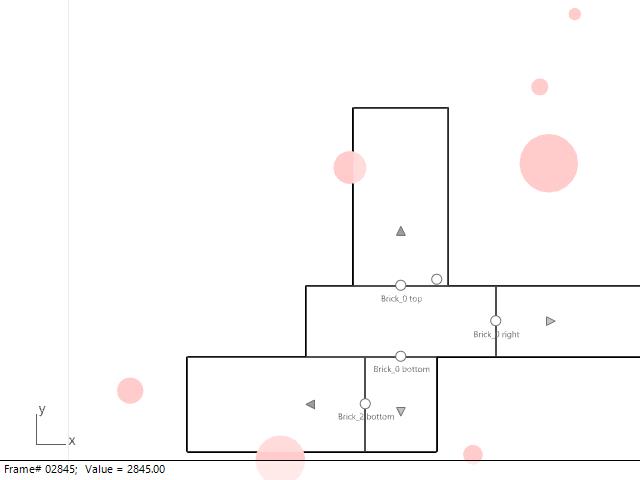 Brick_0 top
Brick_0 right
Brick_0 bottom
Brick_2 bottom
y
x
Frame# 02845; Value = 2845.00